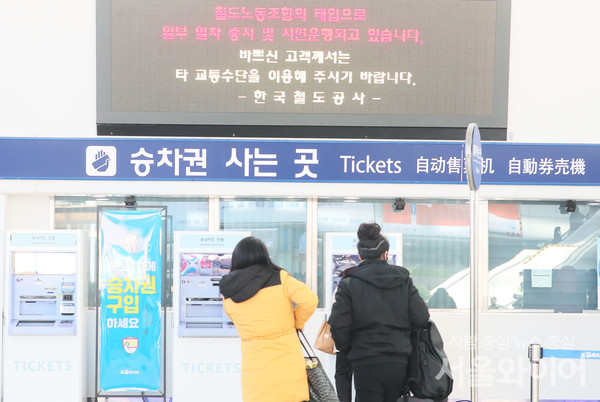 철도노동조합의 태업으로
일부 열차 중지 및 지연운행되고 있습니다.
바쁘신 고객께서는
타 교통수단을 이용해 주시기 바랍니다.
- 한국철도공사 -
승차권 사는 곳 Tickets 自动售票机 自動券売機
승차권
구입
하세요
TICKETS
TICKETS
서울와이어